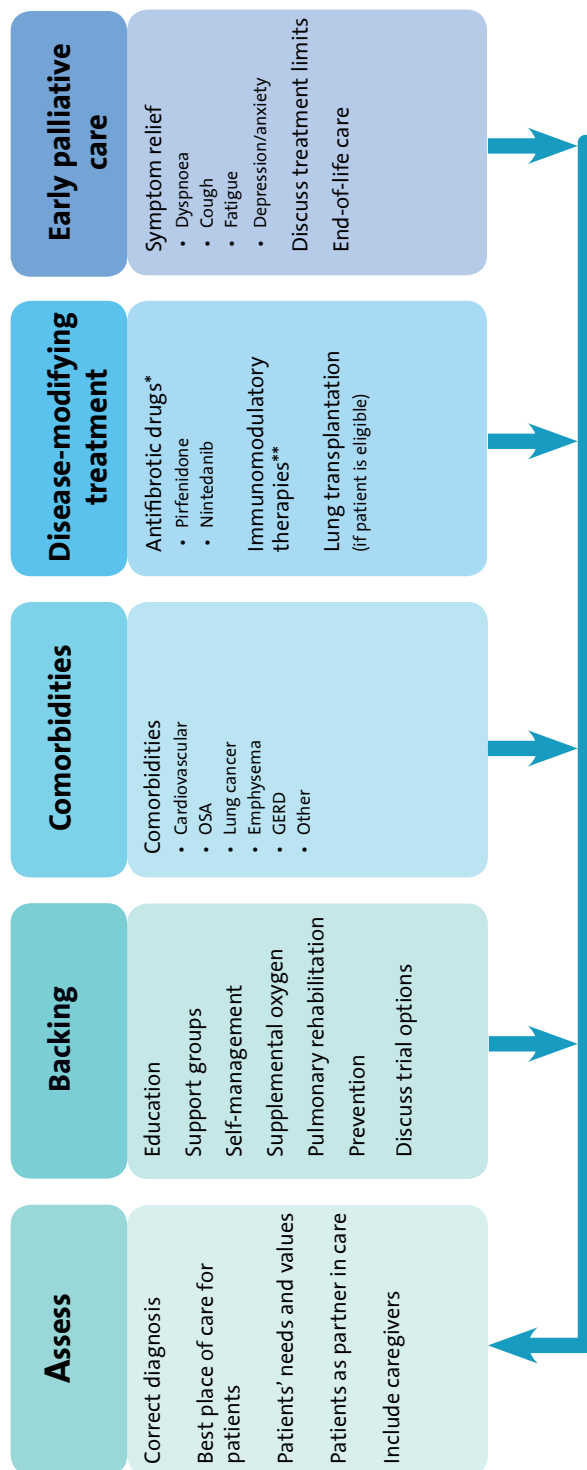 Assess
Correct diagnosis
Best place of care for
patients
Patients’ needs and values
Patients as partner in care
Include caregivers
Backing
Education
Support groups
Self-management
Supplemental oxygen
Pulmonary rehabilitation
Prevention
Discuss trial options
Comorbidities
Comorbidities
• Cardiovascular
• OSA
• Lung cancer
• Emphysema
• GERD
• Other
Disease-modifying
treatment
Antifibrotic drugs*
• Pirfenidone
• Nintedanib
Immunomodulatory
therapies**
Lung transplantation
(if patient is eligible)
Early palliative
care
Symptom relief
• Dyspnoea
• Cough
• Fatigue
• Depression/anxiety
Discuss treatment limits
End-of-life care